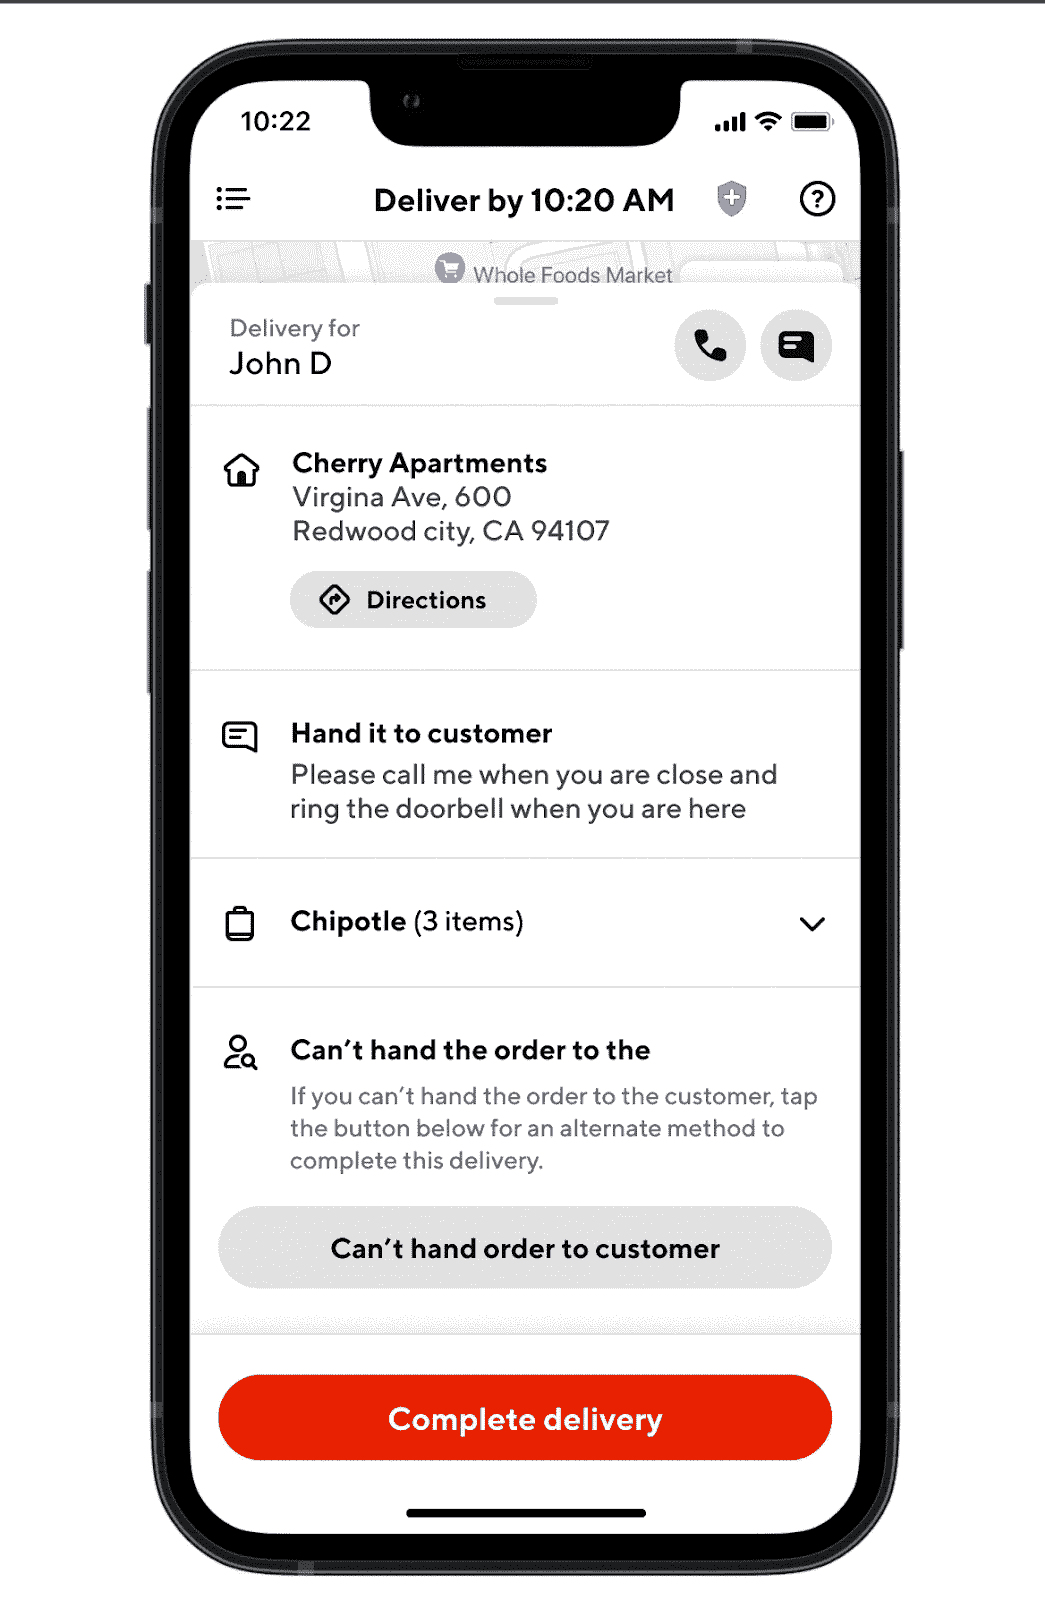 10:22
Deliver by 10:20 AM
Whole Foods Market
Delivery for
John D
Cherry Apartments
Virgina Ave, 600
Redwood city, CA 94107
Directions
Hand it to customer
Please call me when you are close and
ring the doorbell when you are here
Chipotle (3 items)
Can’t hand the order to the
If you can’t hand the order to the customer, tap
the button below for an alternate method to
complete this delivery.
Can’t hand order to customer
Complete delivery